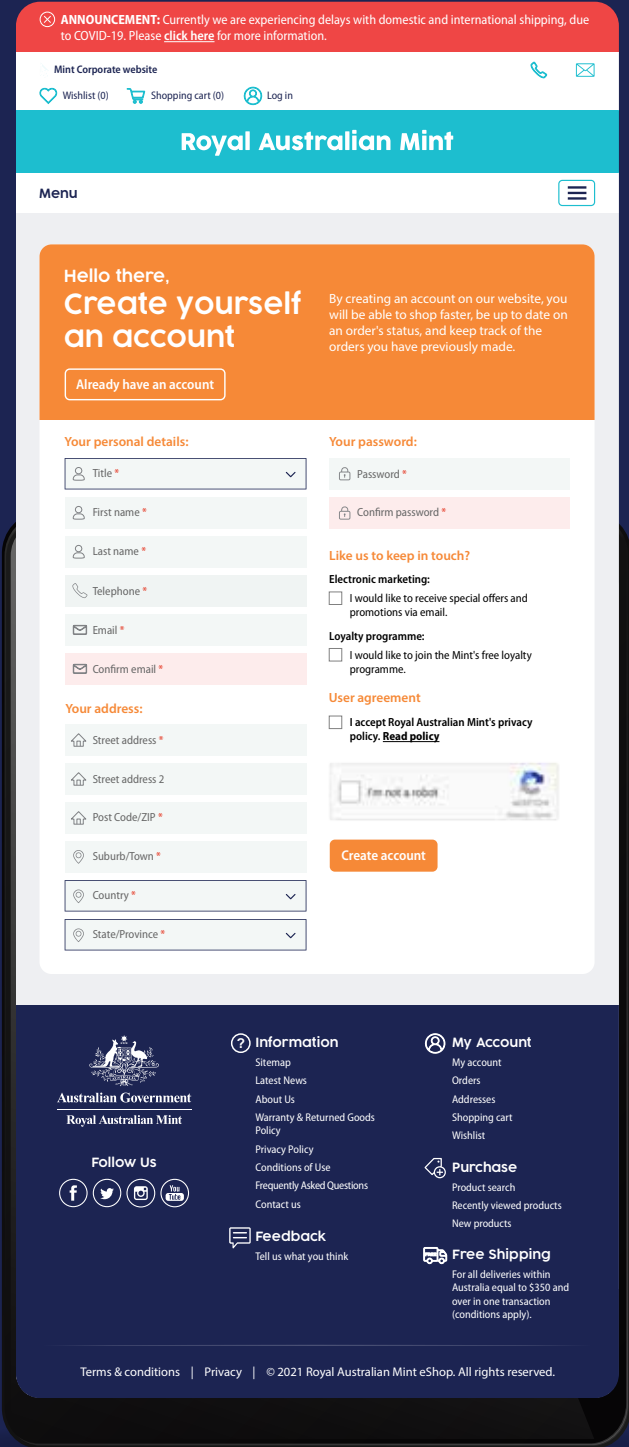 ANNOUNCEMENT: Currently we are experiencing delays with domestic and international shipping, due
to COVID-19. Please click here for more information.
Mint Corporate website
Wishlist (0)
Shopping cart (0)
Log in
Royal Australian Mint
Menu
Hello there,
Create yourself
an account
By creating an account on our website, you
will be able to shop faster, be up to date on
an order's status, and keep track of the
orders you have previously made.
Already have an account
Your personal details:
Title *
First name *
Last name *
Telephone *
Email *
Confirm email *
Your address:
Street address *
Street address 2
Post Code/ZIP *
Suburb/Town *
Country *
State/Province *
Your password:
Password *
Confirm password *
Like us to keep in touch?
Electronic marketing:
I would like to receive special offers and
promotions via email.
Loyalty programme:
I would like to join the Mint's free loyalty
programme.
User agreement
I accept Royal Australian Mint's privacy
policy. Read policy
I'm not a robot
reCAPTCHA
Create account
Australian Government
Royal Australian Mint
Follow Us
You
Tube
Information
Sitemap
Latest News
About Us
Warranty & Returned Goods
Policy
Privacy Policy
Conditions of Use
Frequently Asked Questions
Contact us
Feedback
Tell us what you think
My Account
My account
Orders
Addresses
Shopping cart
Wishlist
Purchase
Product search
Recently viewed products
New products
Free Shipping
For all deliveries within
Australia equal to $350 and
over in one transaction
(conditions apply).
Terms & conditions | Privacy | © 2021 Royal Australian Mint eShop. All rights reserved.